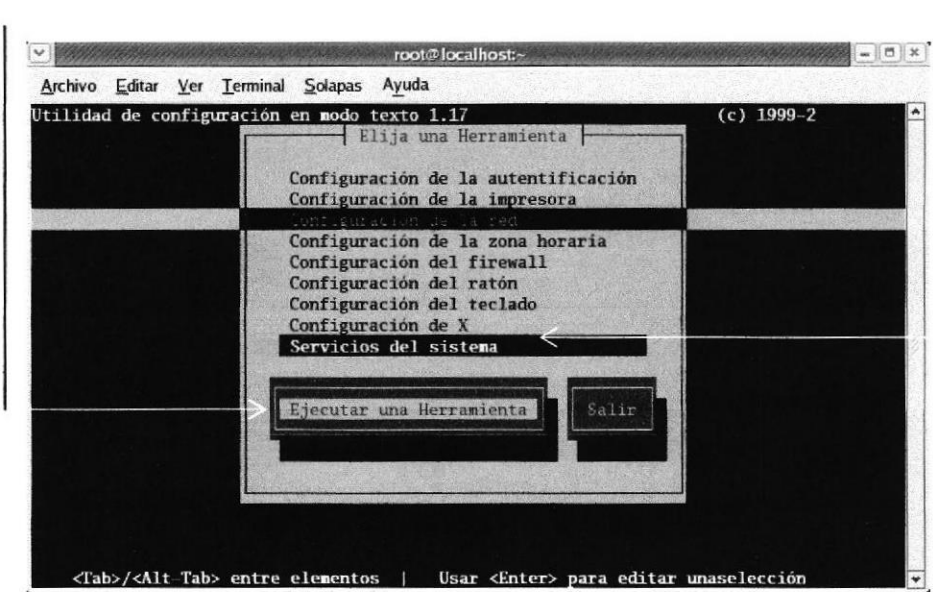 root@localhost:~
Archivo Editar Ver Terminal Solapas Ayuda
Utilidad de configuración en modo texto 1.17 (c) 1999-2
Elija una Herramienta
Configuración de la autentificación
Configuración de la impresora
Configuración de la red
Configuración de la zona horaria
Configuración del firewall
Configuración del ratón
Configuración del teclado
Configuración de X
Servicios del sistema
Ejecutar una Herramienta Salir
<Tab>/<Alt-Tab> entre elementos | Usar <Enter> para editar unaselección